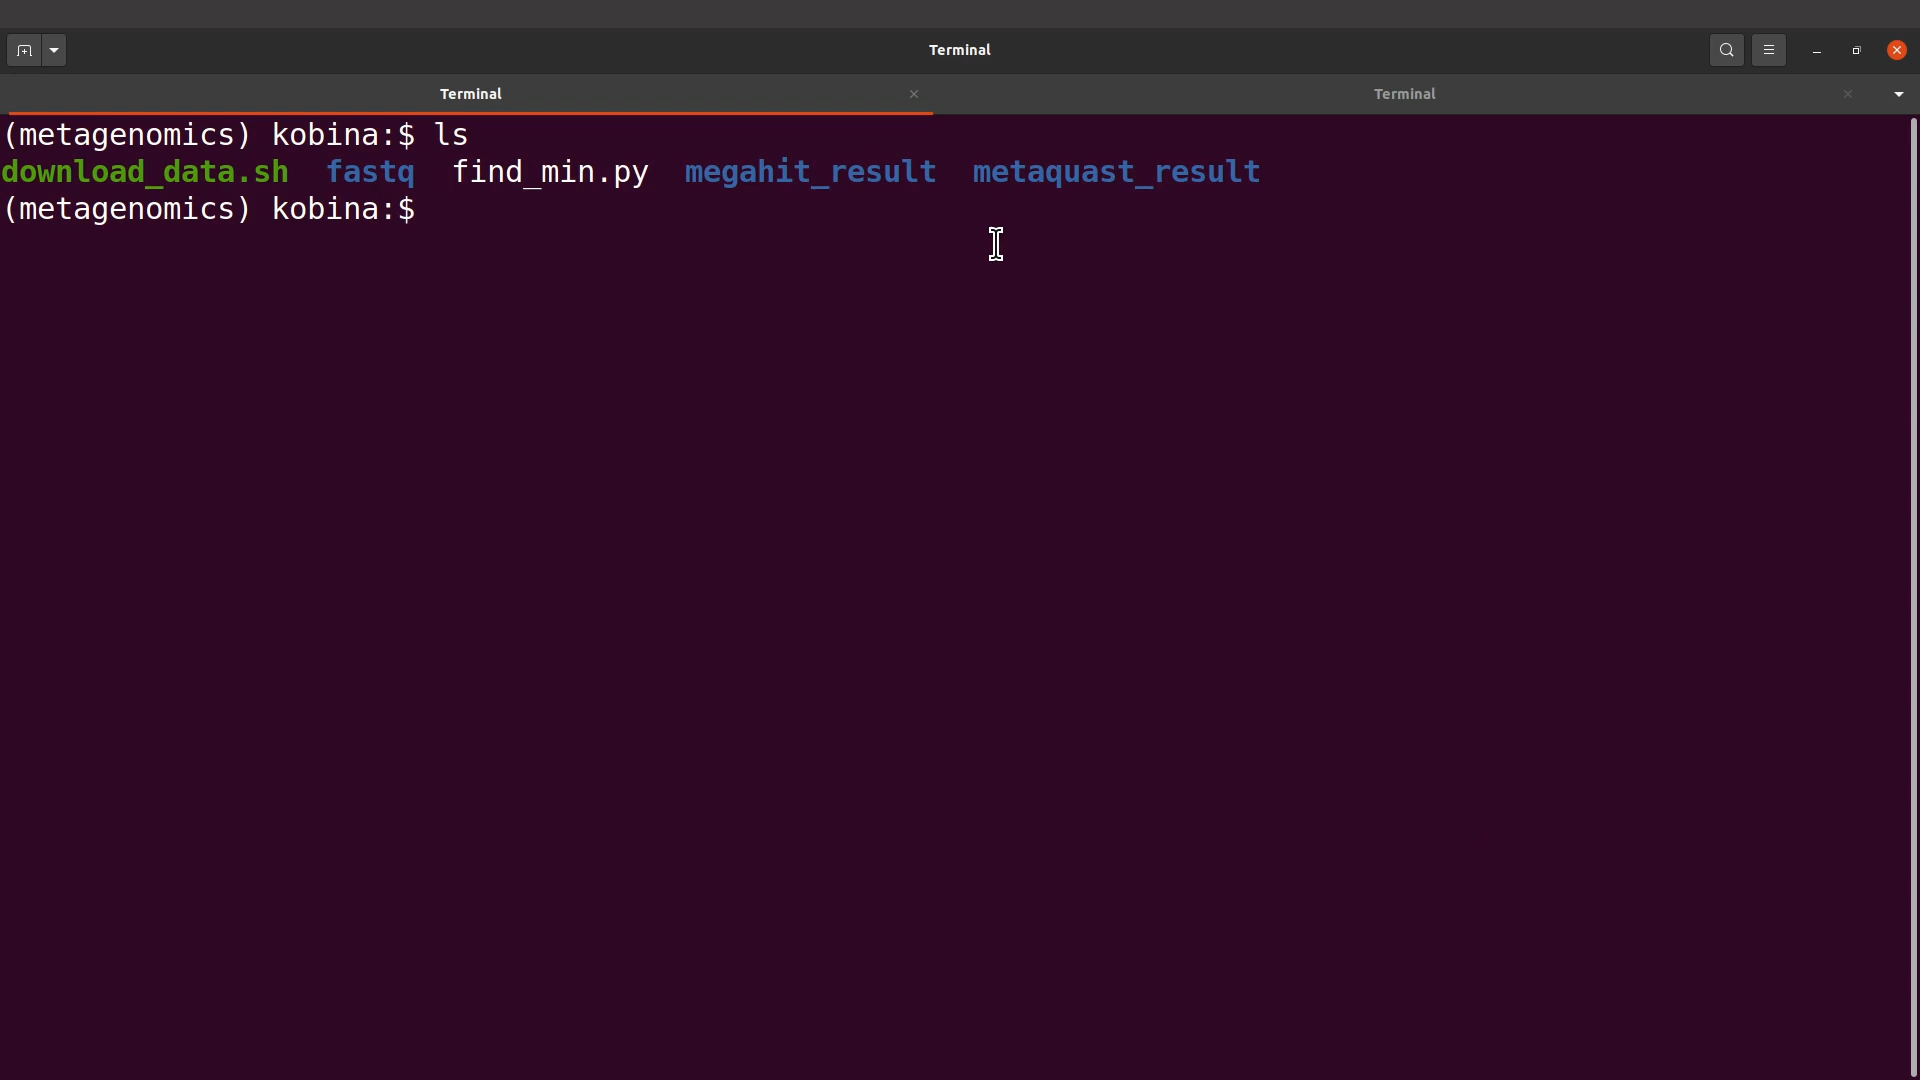 Terminal
Terminal Terminal
(metagenomics) kobina:$ ls
download_data.sh fastq find_min.py megahit_result metaquast_result
(metagenomics) kobina:$